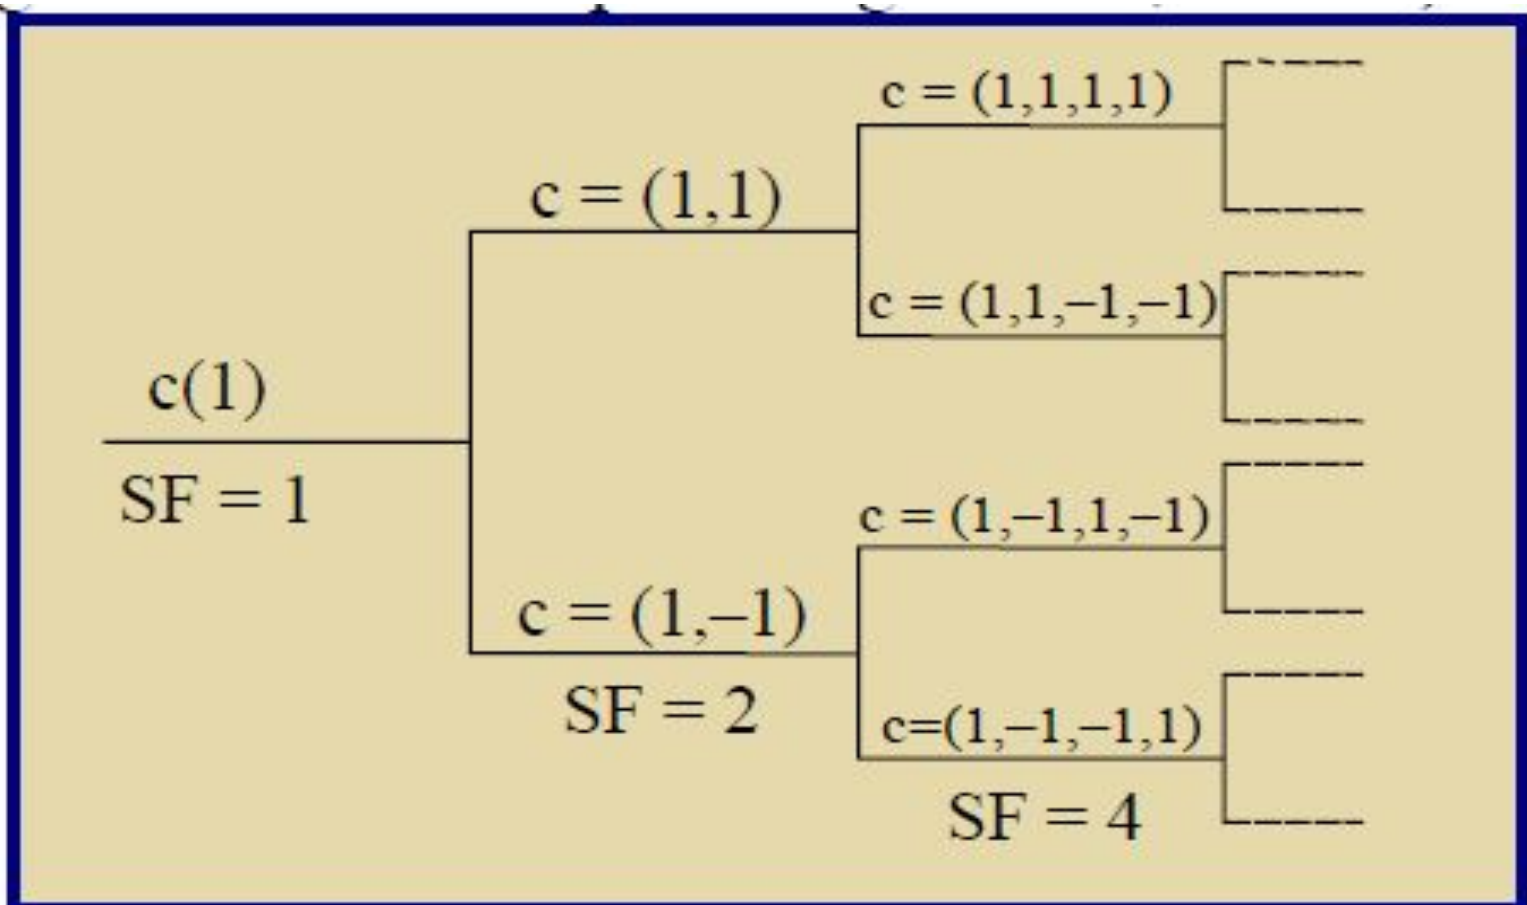 c = (1,1,1,1)
c = (1,1)
c = (1,1,–1,–1)
c(1)
SF = 1
c = (1,–1,1,–1)
c = (1,–1)
SF = 2
c=(1,–1,–1,1)
SF = 4